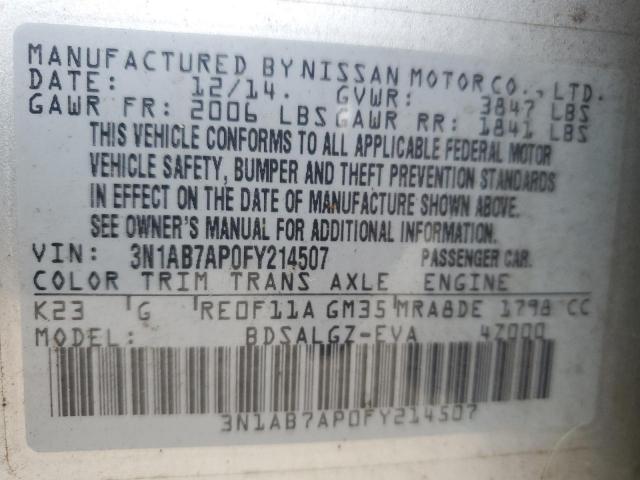 MANUFACTURED BY NISSAN MOTOR CO., LTD.
DATE: 12/14. GVWR: 3847 LBS
GAWR FR: 2006 LBS GAWR RR: 1841 LBS
THIS VEHICLE CONFORMS TO ALL APPLICABLE FEDERAL MOTOR
VEHICLE SAFETY, BUMPER AND THEFT PREVENTION STANDARDS
IN EFFECT ON THE DATE OF MANUFACTURE SHOWN ABOVE.
SEE OWNER'S MANUAL FOR ADDITIONAL INFORMATION.
VIN: 3N1AB7AP0FY214507 PASSENGER CAR.
COLOR TRIM TRANS AXLE ENGINE
K23 G RE0F11A GM35 MRA8DE 1798 CC
MODEL: BDSALGZ-EVA 4Z000
3N1AB7AP0FY214507